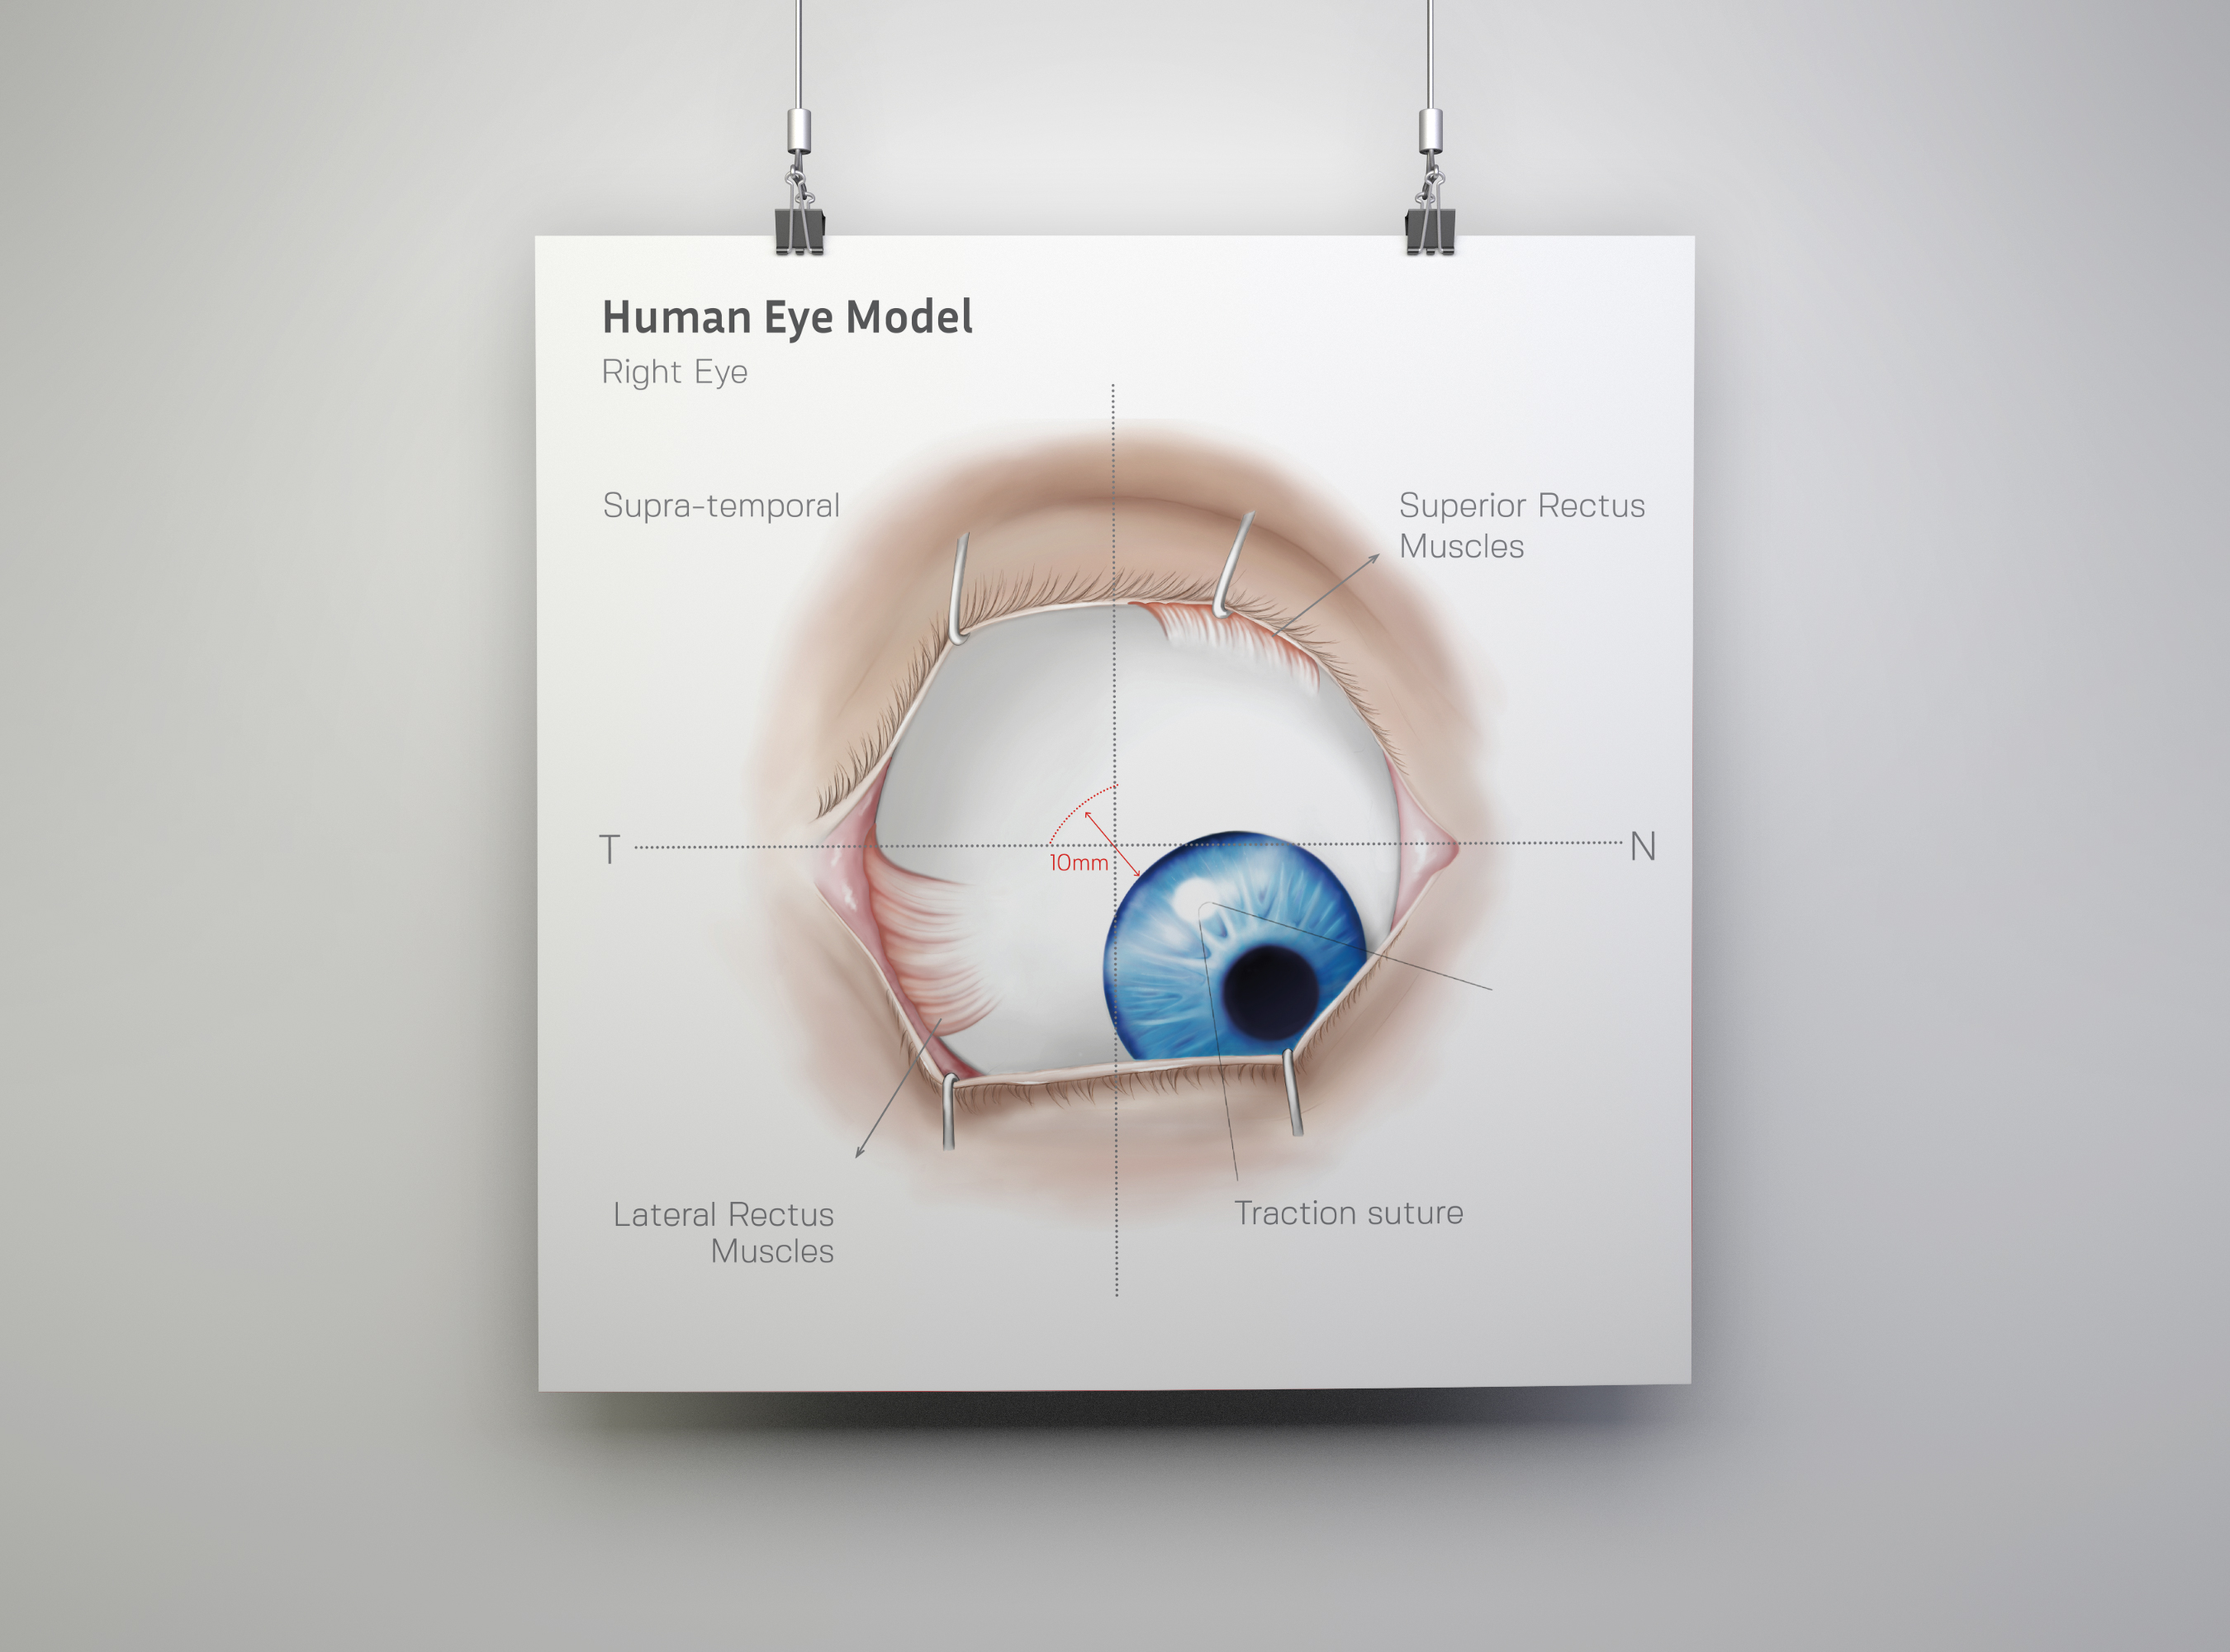 Human Eye Model
Right Eye
Supra-temporal
Superior Rectus
Muscles
T
N
10mm
Lateral Rectus
Muscles
Traction suture